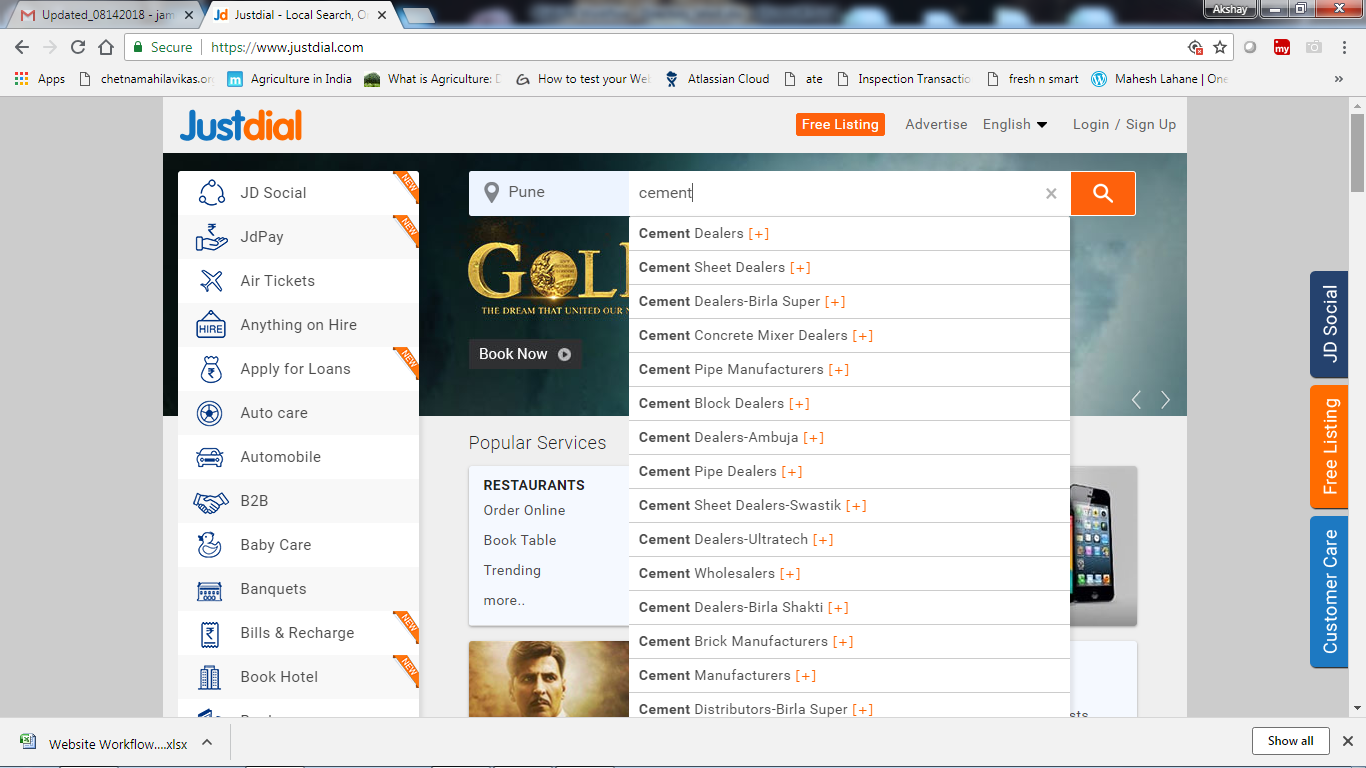 Updated_08142018 - jam
Justdial - Local Search, O
Akshay
Secure
https://www.justdial.com
my
Apps
chetnamahilavikas.org
Agriculture in India
What is Agriculture: D
How to test your Web
Atlassian Cloud
ate
Inspection Transactio
fresh n smart
Mahesh Lahane | One
»
Justdial
Free Listing
Advertise
English
Login / Sign Up
JD Social
NEW
JdPay
NEW
Air Tickets
HIRE
Anything on Hire
Apply for Loans
NEW
Auto care
Automobile
B2B
Baby Care
Banquets
Bills & Recharge
NEW
Book Hotel
NEW
Pune
cement
Cement Dealers [+]
Cement Sheet Dealers [+]
Cement Dealers-Birla Super [+]
Cement Concrete Mixer Dealers [+]
Cement Pipe Manufacturers [+]
Cement Block Dealers [+]
Cement Dealers-Ambuja [+]
Cement Pipe Dealers [+]
Cement Sheet Dealers-Swastik [+]
Cement Dealers-Ultratech [+]
Cement Wholesalers [+]
Cement Dealers-Birla Shakti [+]
Cement Brick Manufacturers [+]
Cement Manufacturers [+]
Cement Distributors-Birla Super [+]
GOL
THE DREAM THAT UNITED OUR
Book Now
Popular Services
RESTAURANTS
Order Online
Book Table
Trending
more..
JD Social
Free Listing
Customer Care
Website Workflow....xlsx
Show all